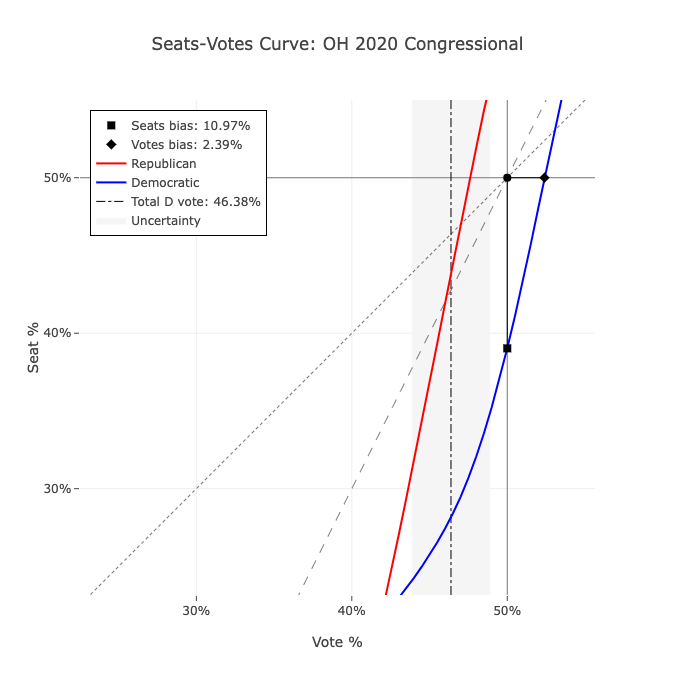 Seats-Votes Curve: OH 2020 Congressional
Seats bias: 10.97%
Votes bias: 2.39%
Republican
Democratic
Total D vote: 46.38%
Uncertainty
50%
40%
30%
Seat %
30%
40%
50%
Vote %